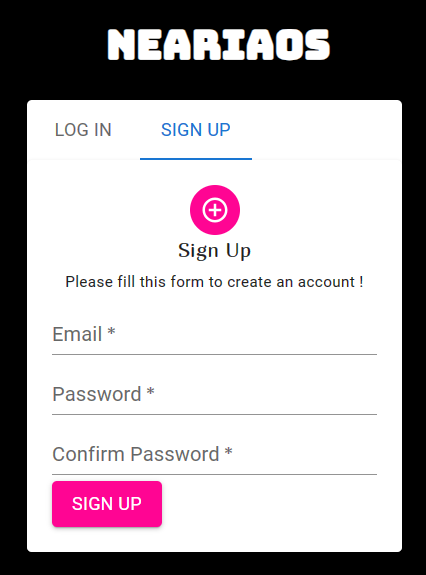 NEARIAOS
LOG IN SIGN UP
Sign Up
Please fill this form to create an account !
Email *
Password *
Confirm Password *
SIGN UP